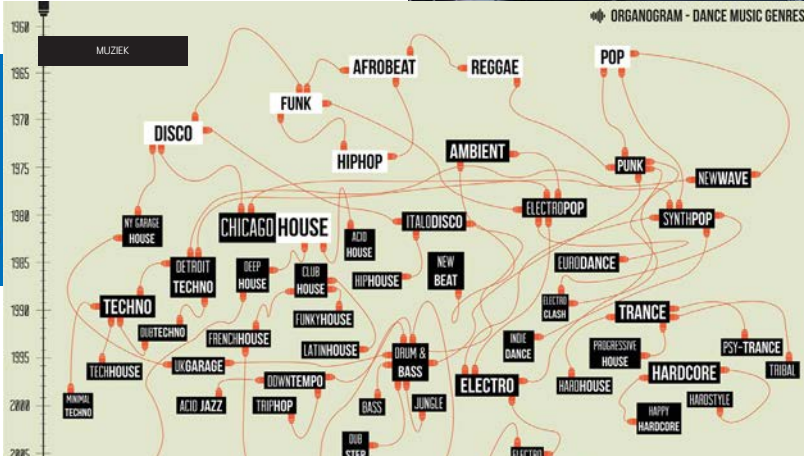 ORGANOGRAM - DANCE MUSIC GENRES
1960
MUZIEK
1965
AFROBEAT
REGGAE
POP
FUNK
1970
DISCO
HIPHOP
AMBIENT
PUNK
1975
NEWWAVE
ELECTROPOP
1980
NY GARAGE
HOUSE
CHICAGO HOUSE
ACID
HOUSE
ITALODISCO
SYNTHPOP
1985
DETROIT
TECHNO
DEEP
HOUSE
CLUB
HOUSE
HIPHOUSE
NEW
BEAT
EURODANCE
1990
TECHNO
DUBTECHNO
FRENCHHOUSE
FUNKYHOUSE
ELECTRO
CLASH
TRANCE
LATINHOUSE
DRUM &
BASS
INDIE
DANCE
PROGRESSIVE
HOUSE
PSY-TRANCE
1995
TECHHOUSE
UKGARAGE
DOWNTEMPO
ELECTRO
HARDHOUSE
HARDCORE
TRIBAL
2000
MINIMAL
TECHNO
ACID JAZZ
TRIPHOP
BASS
JUNGLE
HAPPY
HARDCORE
HARDSTYLE
2005
DUB
STEP
ELECTRO